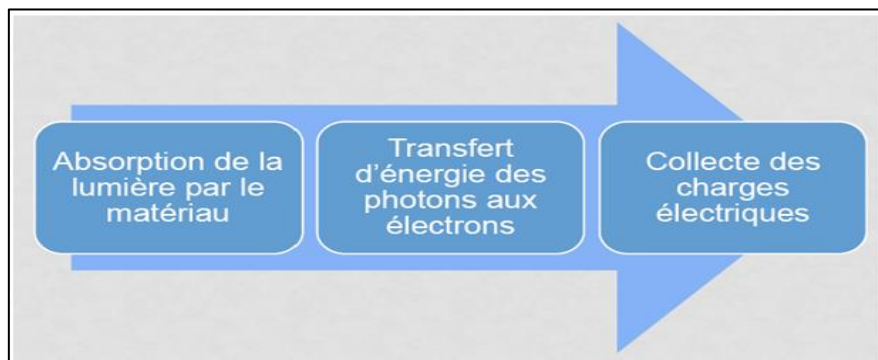 Absorption de la
lumière par le
matériau
Transfert
d'énergie des
photons aux
électrons
Collecte des
charges
électriques